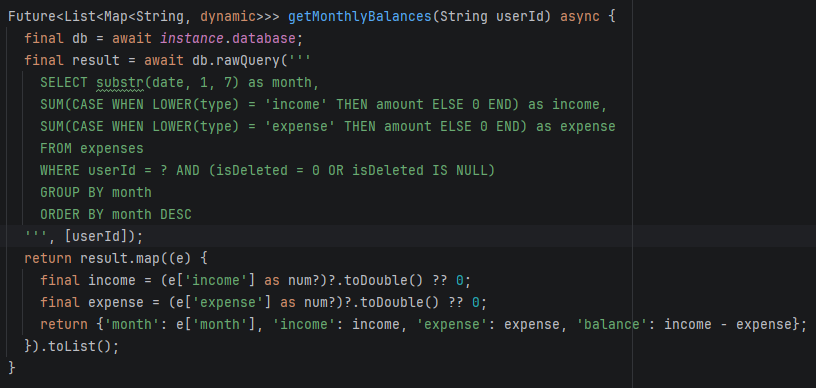 Future<List<Map<String, dynamic>>> getMonthlyBalances(String userId) async {
  final db = await instance.database;
  final result = await db.rawQuery('''
    SELECT substr(date, 1, 7) as month,
    SUM(CASE WHEN LOWER(type) = 'income' THEN amount ELSE 0 END) as income,
    SUM(CASE WHEN LOWER(type) = 'expense' THEN amount ELSE 0 END) as expense
    FROM expenses
    WHERE userId = ? AND (isDeleted = 0 OR isDeleted IS NULL)
    GROUP BY month
    ORDER BY month DESC
  ''', [userId]);
  return result.map((e) {
    final income = (e['income'] as num?)?.toDouble() ?? 0;
    final expense = (e['expense'] as num?)?.toDouble() ?? 0;
    return {'month': e['month'], 'income': income, 'expense': expense, 'balance': income - expense};
  }).toList();
}